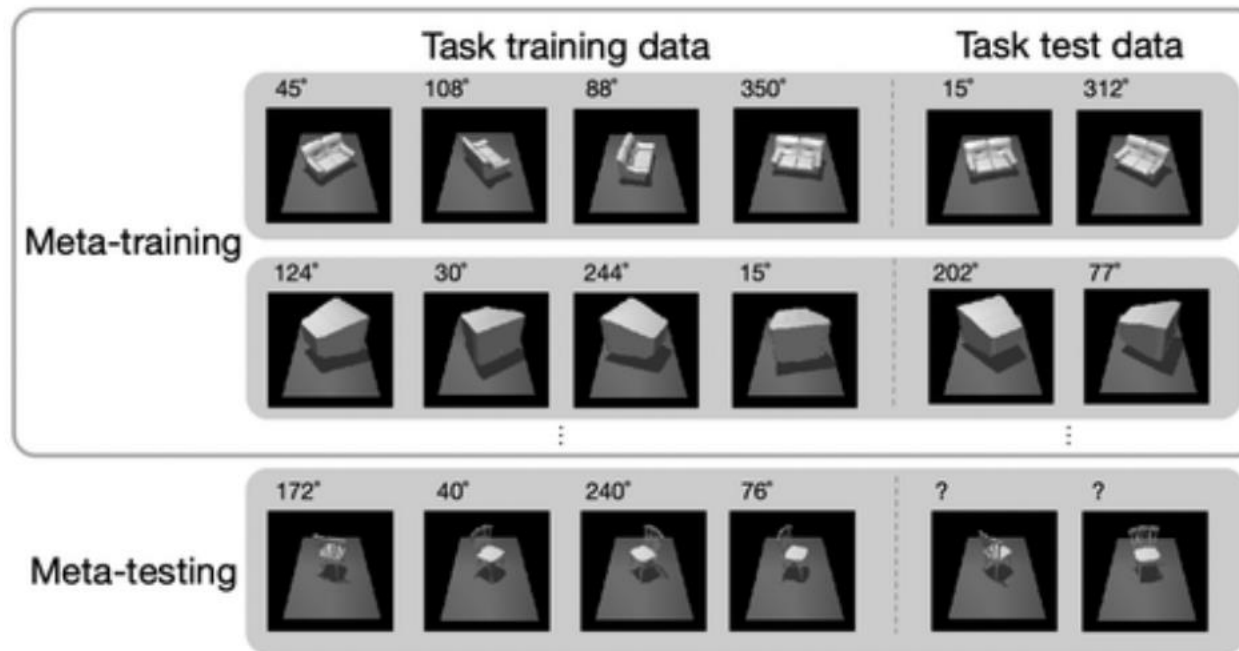 Task training data Task test data
45° 108° 88° 350° 15° 312°
Meta-training
124° 30° 244° 15° 202° 77°
Meta-testing
172° 40° 240° 76° ? ?